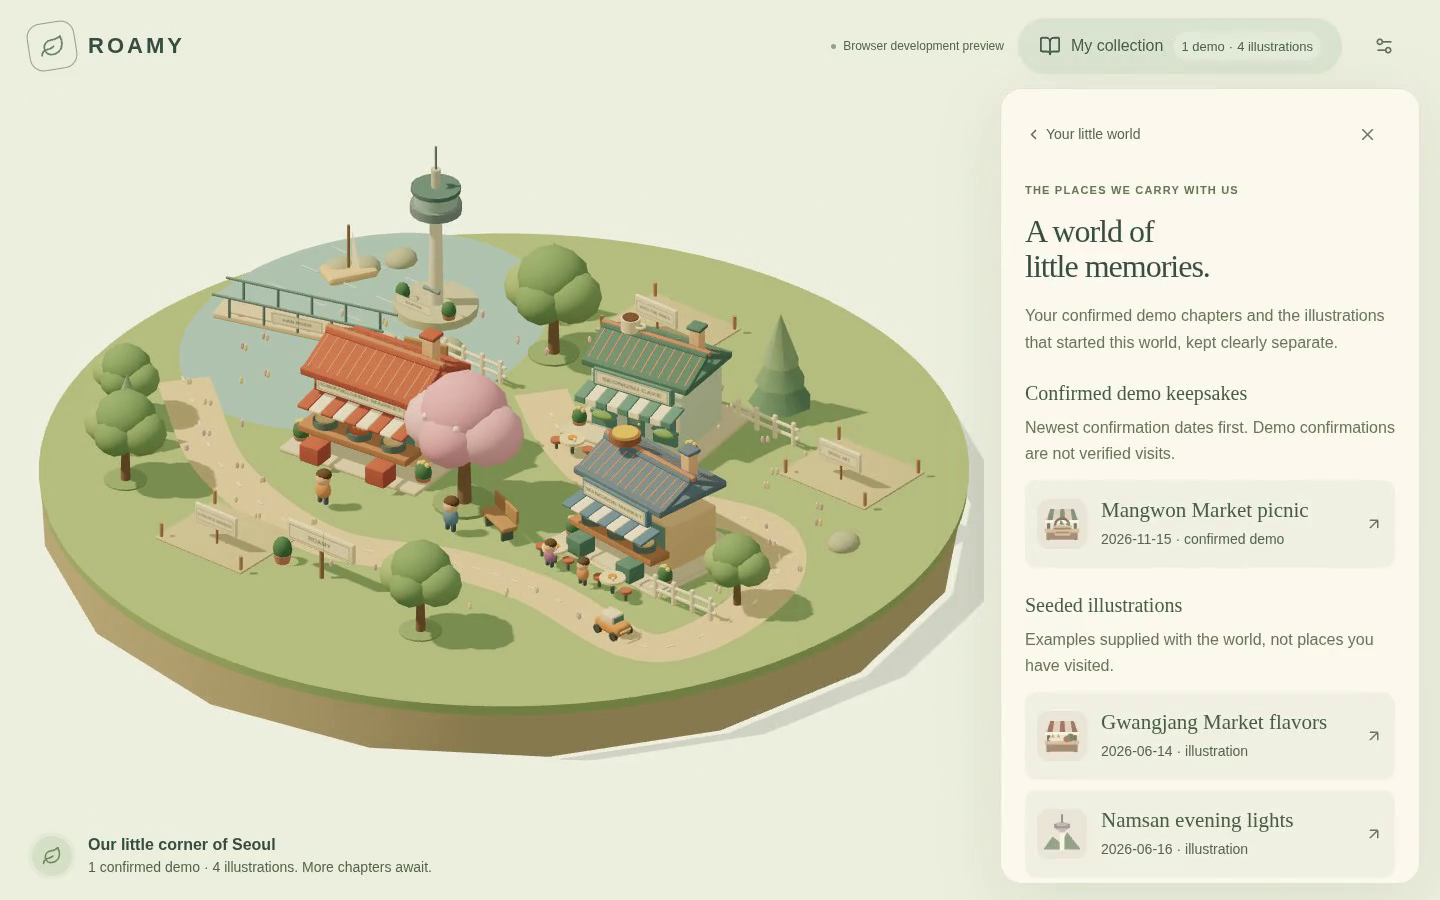 ROAMY
Browser development preview
My collection
1 demo · 4 illustrations
Your little world
THE PLACES WE CARRY WITH US
A world of
little memories.
Your confirmed demo chapters and the illustrations
that started this world, kept clearly separate.
Confirmed demo keepsakes
Newest confirmation dates first. Demo confirmations
are not verified visits.
Mangwon Market picnic
2026-11-15 · confirmed demo
Seeded illustrations
Examples supplied with the world, not places you
have visited.
Gwangjang Market flavors
2026-06-14 · illustration
Namsan evening lights
2026-06-16 · illustration
ROAMY
Our little corner of Seoul
1 confirmed demo · 4 illustrations. More chapters await.